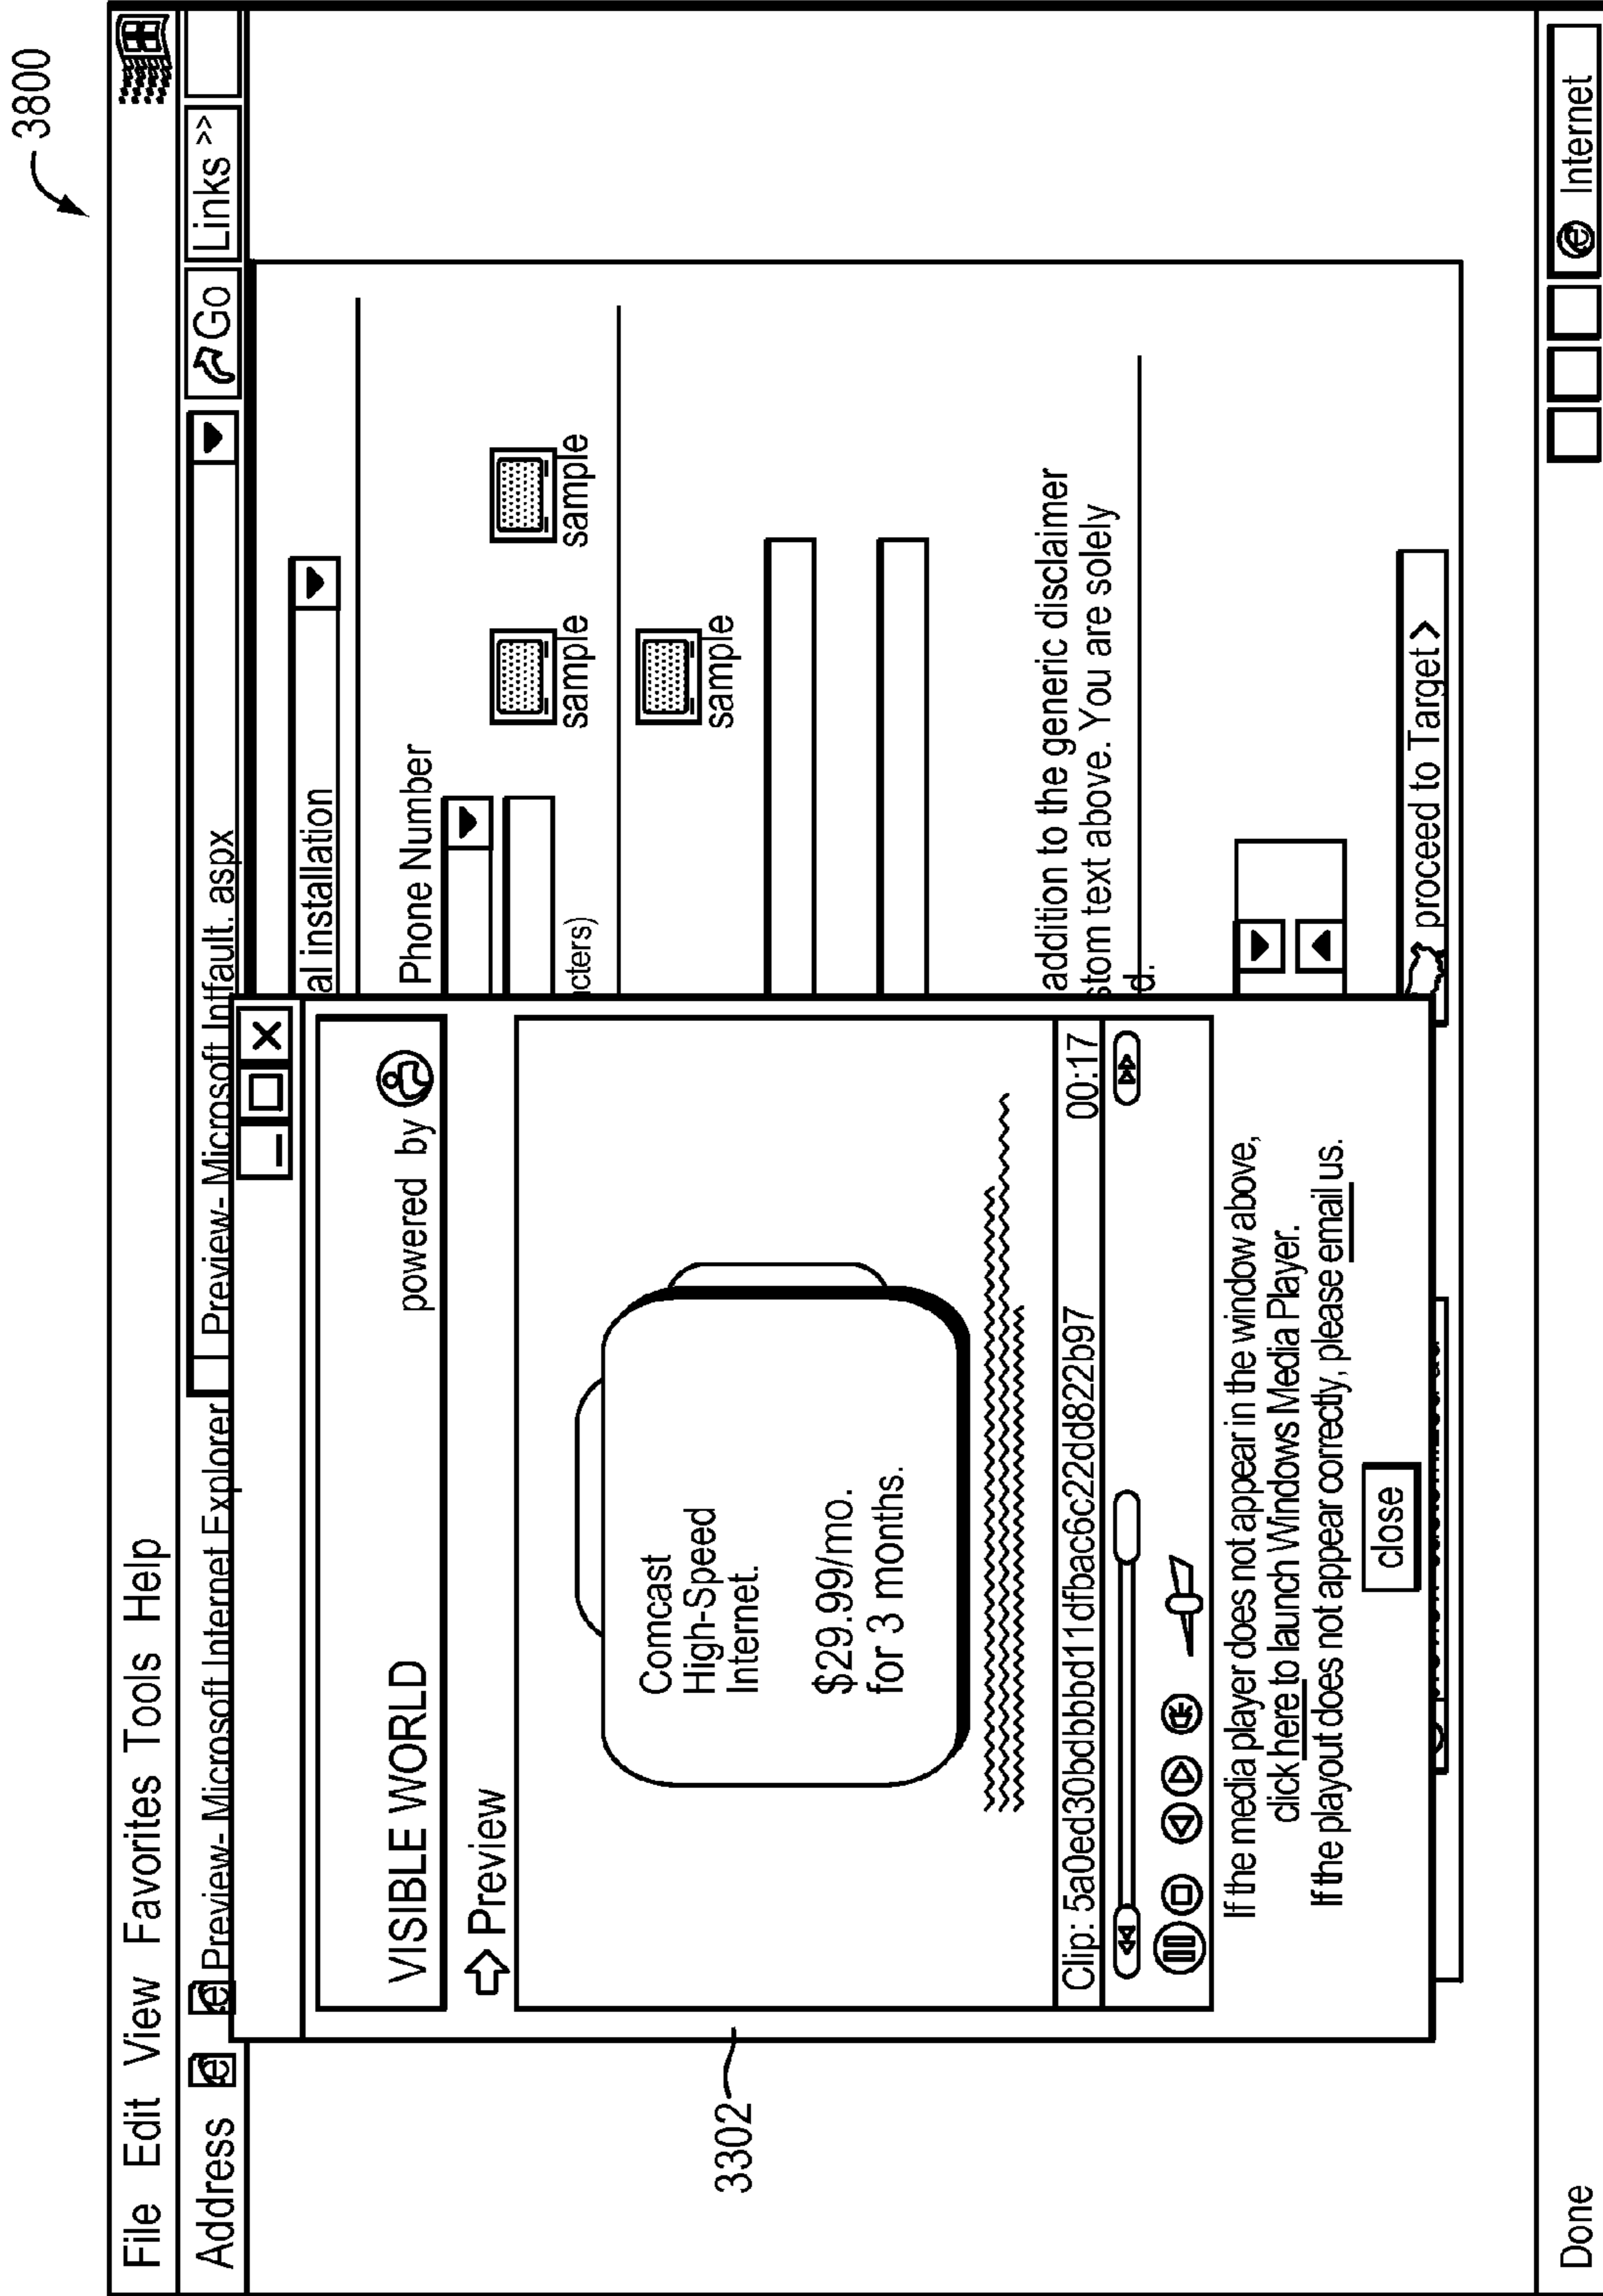 3800
File Edit View Favorites Tools Help
Address Preview- Microsoft Internet Explorer Preview- Microsoft Intfault. aspx Go Links >>
al installation
VISIBLE WORLD powered by
Phone Number
Preview
sample sample
cters)
Comcast
High-Speed
Internet.
sample
3302
$29.99/mo.
for 3 months.
addition to the generic disclaimer
stom text above. You are solely
d.
Clip: 5a0ed30bdbbbd11dfbac6c22dd822b97 00:17
If the media player does not appear in the window above,
click here to launch Windows Media Player.
If the playout does not appear correctly, please email us.
close
proceed to Target >
Done Internet